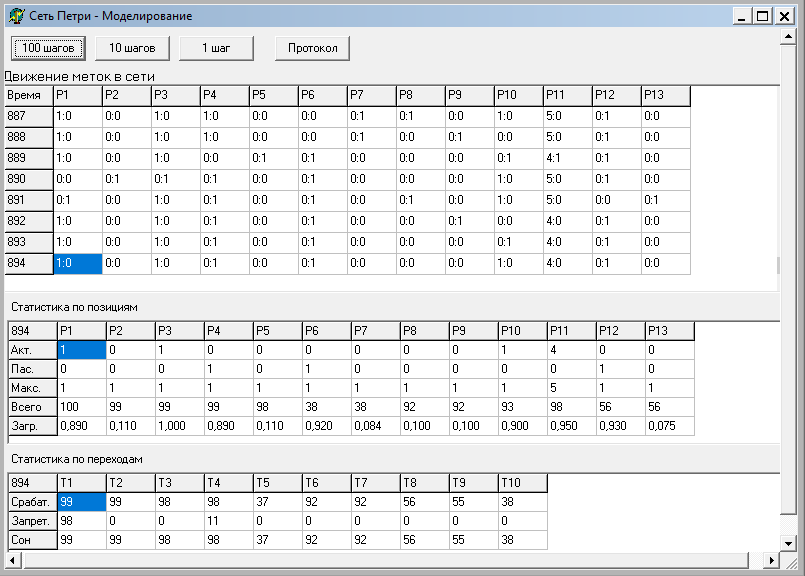 Сеть Петри - Моделирование
100 шагов 10 шагов 1 шаг Протокол
Движение меток в сети
Время P1 P2 P3 P4 P5 P6 P7 P8 P9 P10 P11 P12 P13
887 1:0 0:0 1:0 1:0 0:0 0:0 0:1 0:1 0:0 1:0 5:0 0:1 0:0
888 1:0 0:0 1:0 1:0 0:0 0:0 0:1 0:0 0:1 0:0 5:0 0:1 0:0
889 1:0 0:0 1:0 0:0 0:1 0:1 0:0 0:0 0:0 0:1 4:1 0:1 0:0
890 0:0 0:1 0:1 0:1 0:0 0:1 0:0 0:0 0:0 1:0 5:0 0:1 0:0
891 0:1 0:0 1:0 0:1 0:0 0:1 0:0 0:1 0:0 1:0 5:0 0:0 0:1
892 1:0 0:0 1:0 0:1 0:0 0:1 0:0 0:0 0:1 0:0 4:0 0:1 0:0
893 1:0 0:0 1:0 0:1 0:0 0:1 0:0 0:0 0:0 0:1 4:0 0:1 0:0
894 1:0 0:0 1:0 0:1 0:0 0:1 0:0 0:0 0:0 1:0 4:0 0:1 0:0
Статистика по позициям
894 P1 P2 P3 P4 P5 P6 P7 P8 P9 P10 P11 P12 P13
Акт. 1 0 1 0 0 0 0 0 0 1 4 0 0
Пас. 0 0 0 1 0 1 0 0 0 0 0 1 0
Макс. 1 1 1 1 1 1 1 1 1 1 5 1 1
Всего 100 99 99 99 98 38 38 92 92 93 98 56 56
Загр. 0,890 0,110 1,000 0,890 0,110 0,920 0,084 0,100 0,100 0,900 0,950 0,930 0,075
Статистика по переходам
894 T1 T2 T3 T4 T5 T6 T7 T8 T9 T10
Срабат. 99 99 98 98 37 92 92 56 55 38
Запрет. 98 0 0 11 0 0 0 0 0 0
Сон 99 99 98 98 37 92 92 56 55 38